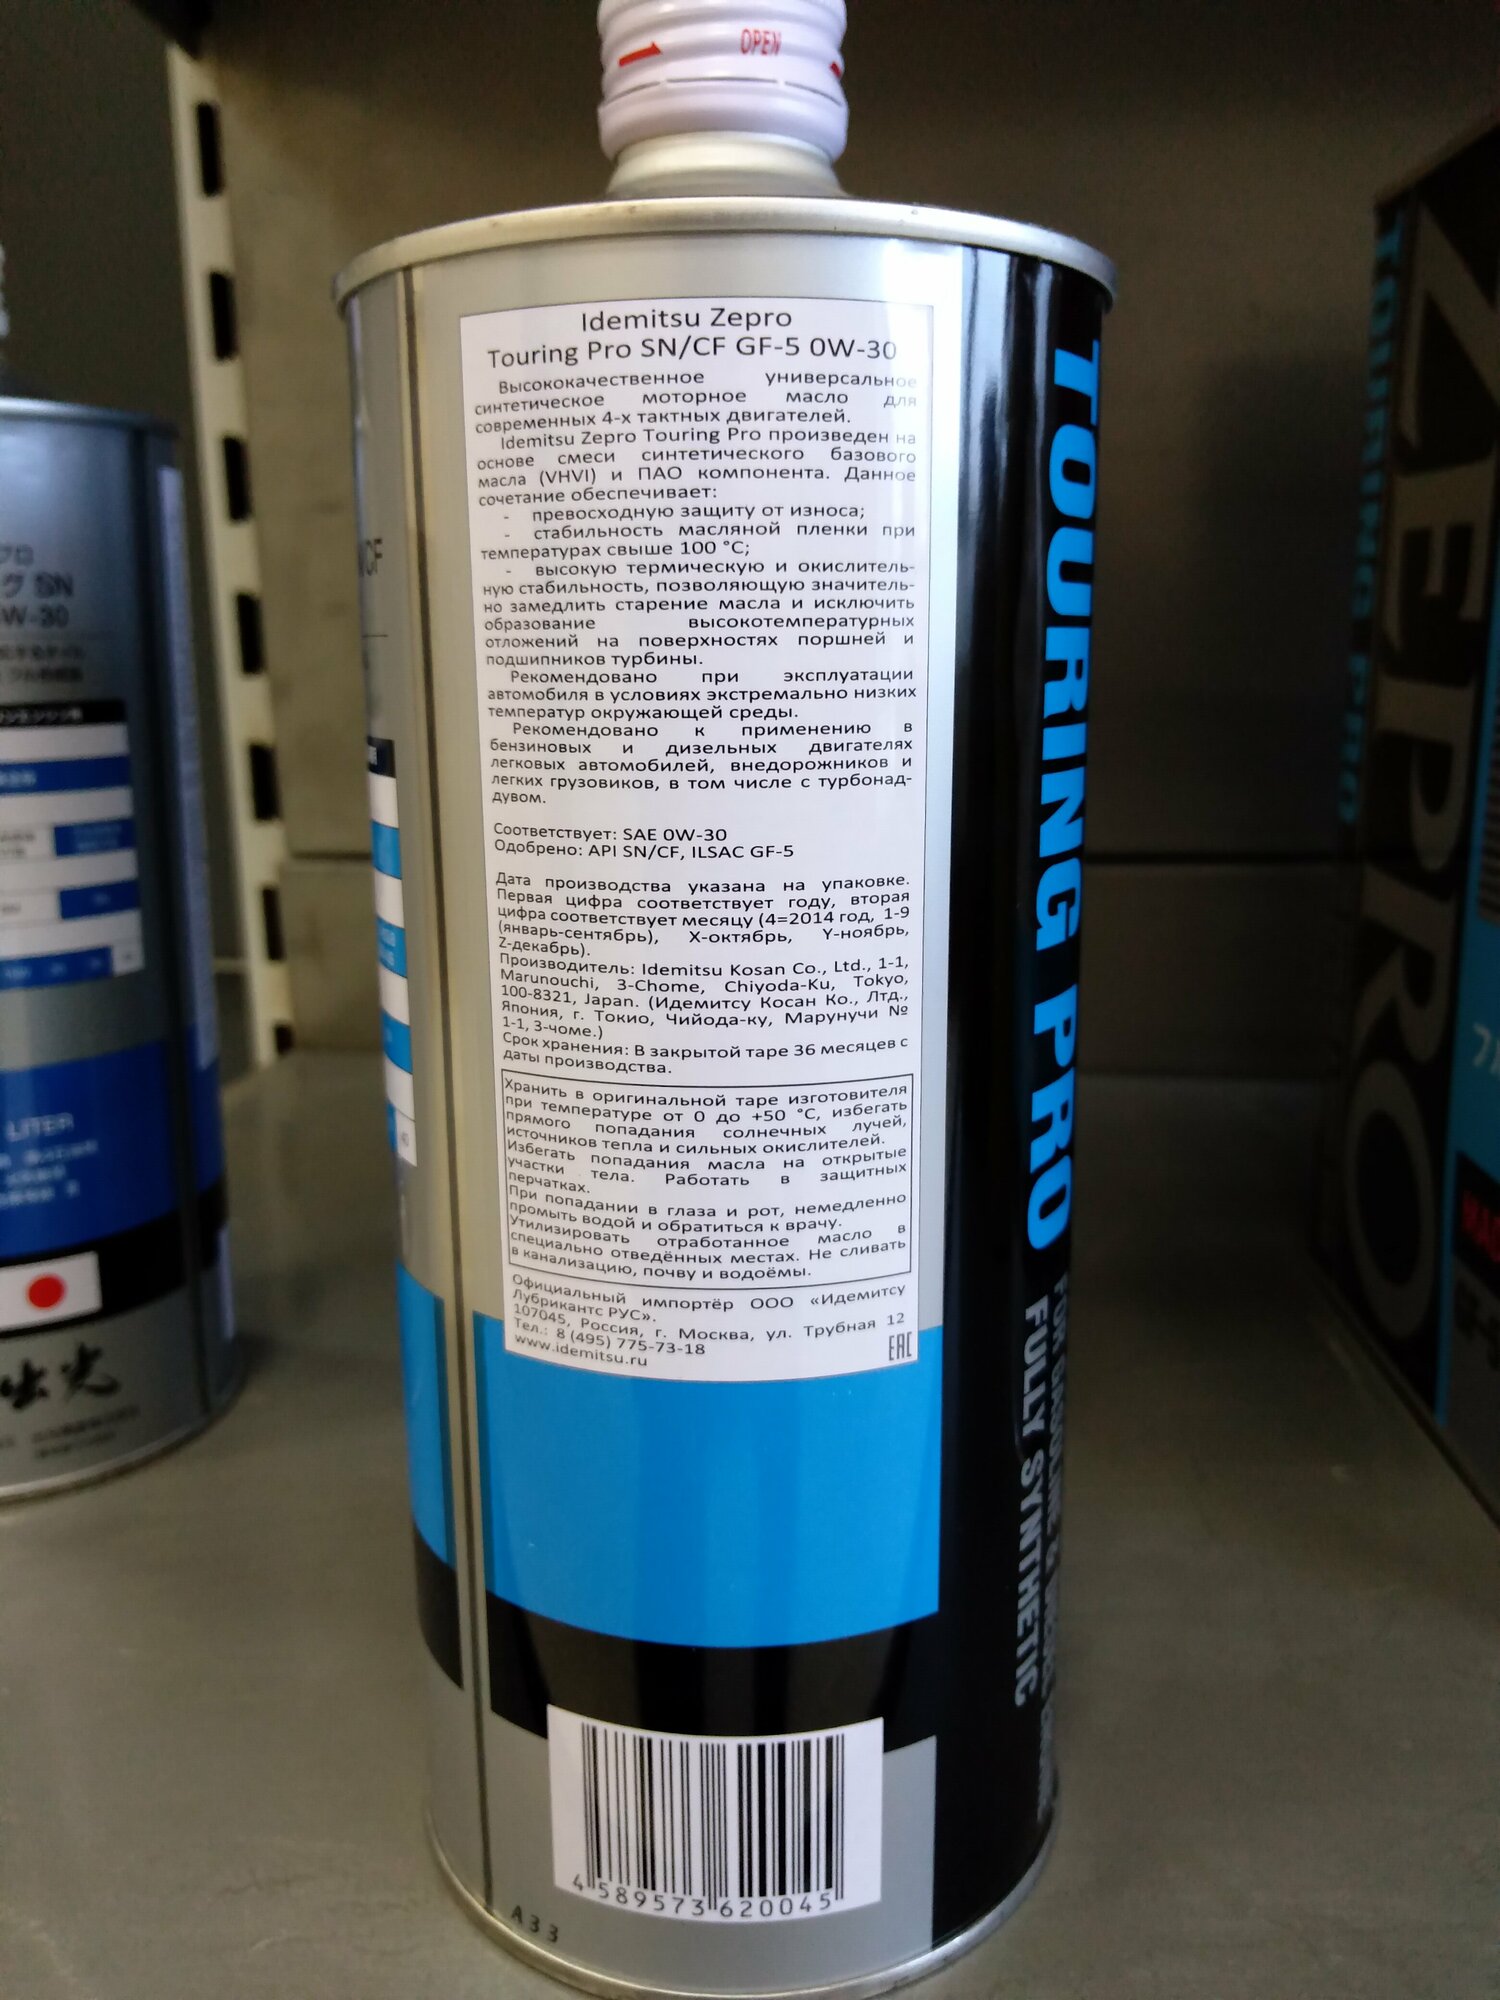 OPEN
Idemitsu Zepro
Touring Pro SN/CF GF-5 0W-30
Высококачественное универсальное
синтетическое моторное масло для
современных 4-х тактных двигателей.
Idemitsu Zepro Touring Pro произведен на
основе смеси синтетического базового
масла (VHVI) и ПАО компонента. Данное
сочетание обеспечивает:
- превосходную защиту от износа;
- стабильность масляной пленки при
температурах свыше 100 °C;
- высокую термическую и окислитель-
ную стабильность, позволяющую значитель-
но замедлить старение масла и исключить
образование высокотемпературных
отложений на поверхностях поршней и
подшипников турбины.
Рекомендовано при эксплуатации
автомобиля в условиях экстремально низких
температур окружающей среды.
Рекомендовано к применению в
бензиновых и дизельных двигателях
легковых автомобилей, внедорожников и
легких грузовиков, в том числе с турбонад-
дувом.
Соответствует: SAE 0W-30
Одобрено: API SN/CF, ILSAC GF-5
Дата производства указана на упаковке.
Первая цифра соответствует году, вторая
цифра соответствует месяцу (4=2014 год, 1-9
(январь-сентябрь), X-октябрь, Y-ноябрь,
Z-декабрь).
Производитель: Idemitsu Kosan Co., Ltd., 1-1,
Marunouchi, 3-Chome, Chiyoda-Ku, Tokyo,
100-8321, Japan. (Идемитсу Косан Ко., Лтд.,
Япония, г. Токио, Чийода-ку, Марунучи №
1-1, 3-чоме.)
Срок хранения: В закрытой таре 36 месяцев с
даты производства.
Хранить в оригинальной таре изготовителя
при температуре от 0 до +50 °C, избегать
прямого попадания солнечных лучей,
источников тепла и сильных окислителей.
Избегать попадания масла на открытые
участки тела. Работать в защитных
перчатках.
При попадании в глаза и рот, немедленно
промыть водой и обратиться к врачу.
Утилизировать отработанное масло в
специально отведённых местах. Не сливать
в канализацию, почву и водоёмы.
Официальный импортёр ООО «Идемитсу
Лубрикантс РУС».
107045, Россия, г. Москва, ул. Трубная 12
Тел.: 8 (495) 775-73-18
www.idemitsu.ru
EAC
4 589573 620045
A33
TOURING PRO
FOR GASOLINE &
FULLY SYNTHETIC
/CF
SN
W-30
LITER
出光
TOURING PRO
ZEPRO